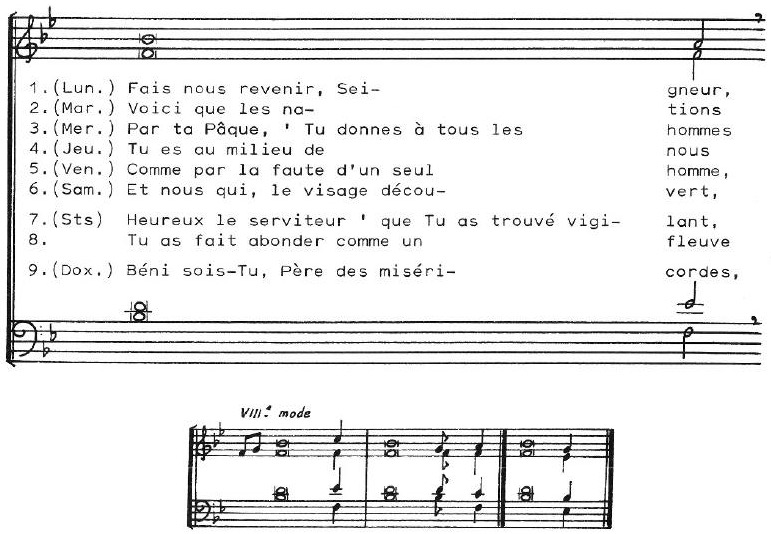 1.(Lun.) Fais nous revenir, Sei- gneur,
2.(Mar.) Voici que les na- tions
3.(Mer.) Par ta Pâque, ' Tu donnes à tous les hommes
4.(Jeu.) Tu es au milieu de nous
5.(Ven.) Comme par la faute d'un seul homme,
6.(Sam.) Et nous qui, le visage décou- vert,
7.(Sts) Heureux le serviteur ' que Tu as trouvé vigi- lant,
8. Tu as fait abonder comme un fleuve
9.(Dox.) Béni sois-Tu, Père des miséri- cordes,
VIII.e mode